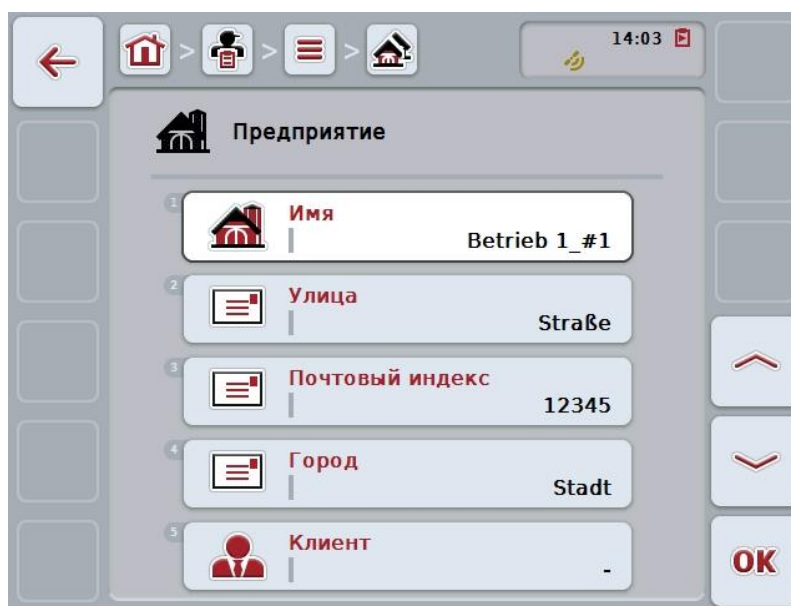 14:03
Предприятие
1
Имя
Betrieb 1_#1
2
Улица
Straße
3
Почтовый индекс
12345
4
Город
Stadt
5
Клиент
-
OK